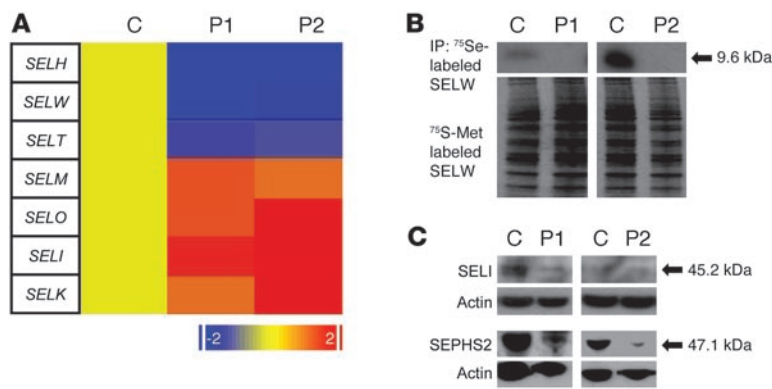 A
C P1 P2
SELH
SELW
SELT
SELM
SELO
SELI
SELK
-2 2
B
C P1 C P2
IP: ⁷⁵Se-
labeled
SELW
9.6 kDa
⁷⁵S-Met
labeled
SELW
C
C P1 C P2
SELI
45.2 kDa
Actin
SEPHS2
47.1 kDa
Actin